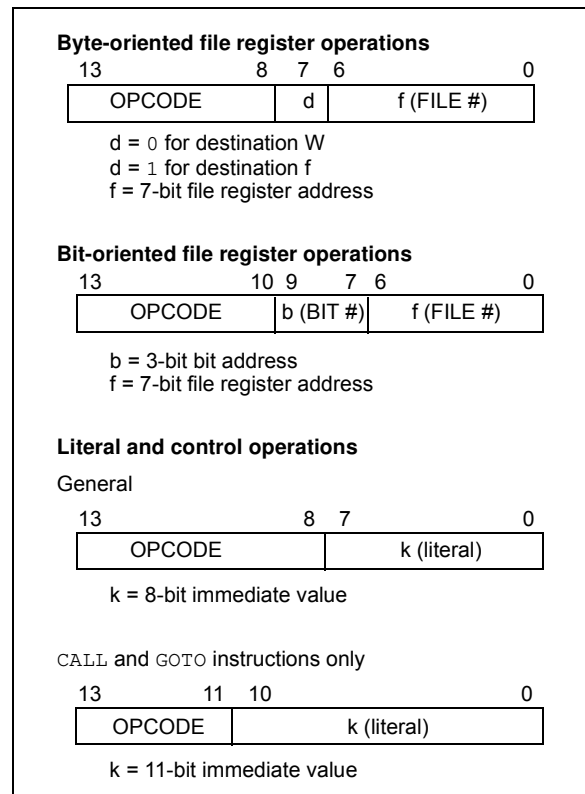 Byte-oriented file register operations
13 8 7 6 0
OPCODE d f (FILE #)
d = 0 for destination W
d = 1 for destination f
f = 7-bit file register address
Bit-oriented file register operations
13 10 9 7 6 0
OPCODE b (BIT #) f (FILE #)
b = 3-bit bit address
f = 7-bit file register address
Literal and control operations
General
13 8 7 0
OPCODE k (literal)
k = 8-bit immediate value
CALL and GOTO instructions only
13 11 10 0
OPCODE k (literal)
k = 11-bit immediate value